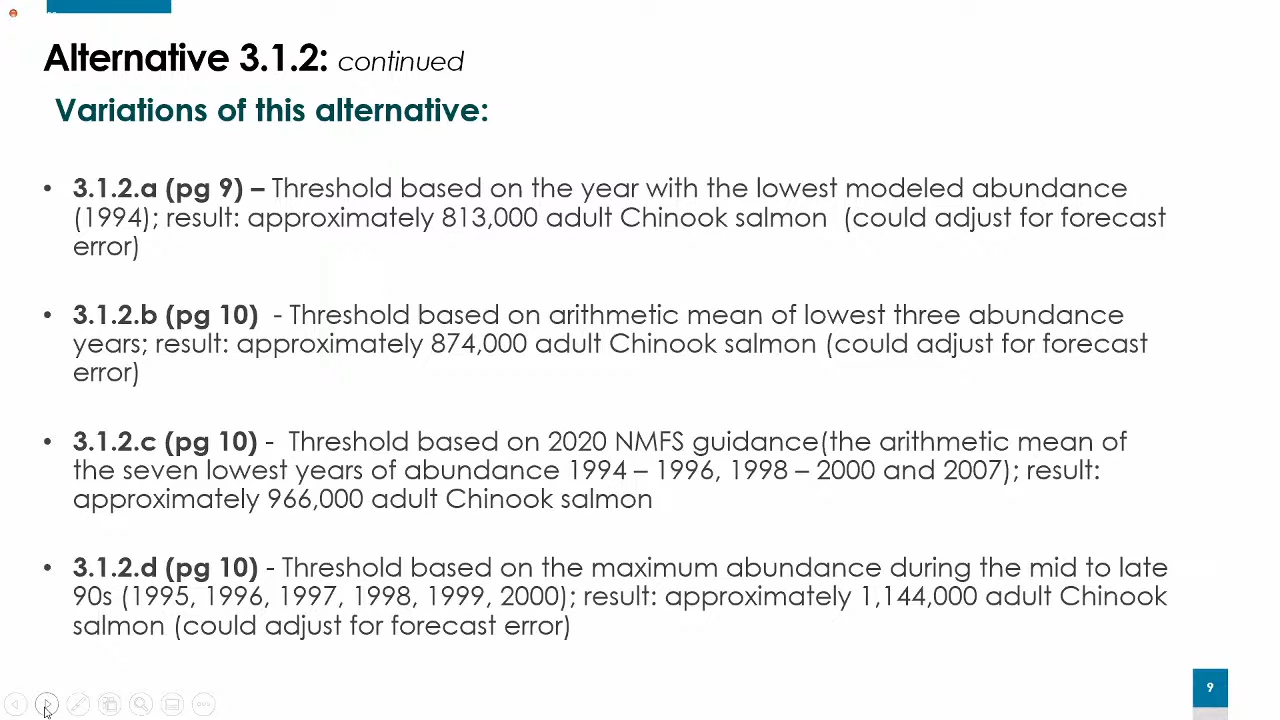 Alternative 3.1.2: continued
Variations of this alternative:
• 3.1.2.a (pg 9) – Threshold based on the year with the lowest modeled abundance
(1994); result: approximately 813,000 adult Chinook salmon  (could adjust for forecast
error)
• 3.1.2.b (pg 10)  - Threshold based on arithmetic mean of lowest three abundance
years; result: approximately 874,000 adult Chinook salmon (could adjust for forecast
error)
• 3.1.2.c (pg 10) -  Threshold based on 2020 NMFS guidance(the arithmetic mean of
the seven lowest years of abundance 1994 – 1996, 1998 – 2000 and 2007); result:
approximately 966,000 adult Chinook salmon
• 3.1.2.d (pg 10) - Threshold based on the maximum abundance during the mid to late
90s (1995, 1996, 1997, 1998, 1999, 2000); result: approximately 1,144,000 adult Chinook
salmon (could adjust for forecast error)
9